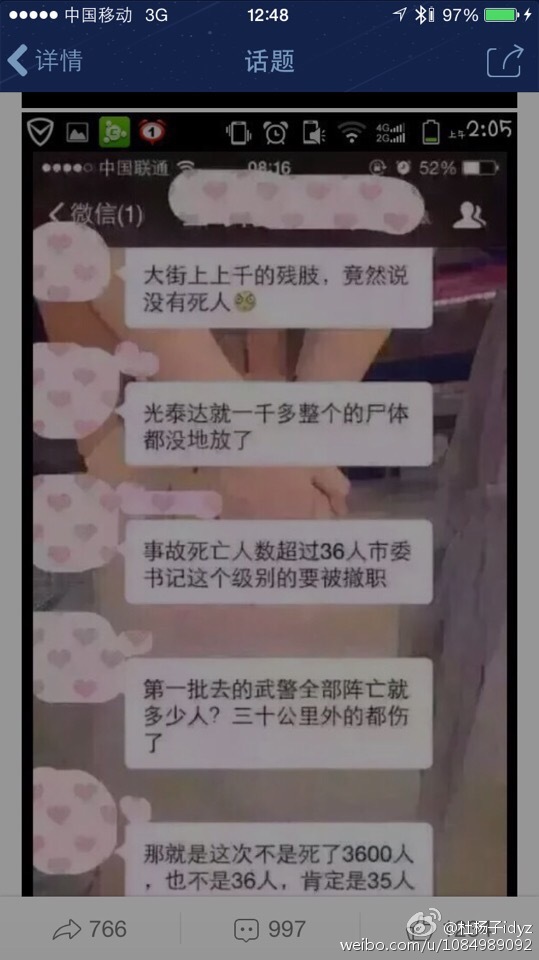 中国移动 3G 12:48 97%
详情 话题
1 4G 2G 上午2:05
中国联通 08:16 52%
微信(1)
大街上上千的残肢，竟然说
没有死人
光泰达就一千多整个的尸体
都没地放了
事故死亡人数超过36人市委
书记这个级别的要被撤职
第一批去的武警全部阵亡就
多少人？三十公里外的都伤
了
那就是这次不是死了3600人
，也不是36人，肯定是35人
766 997
@杜杨子idyz
weibo.com/u/1084989092